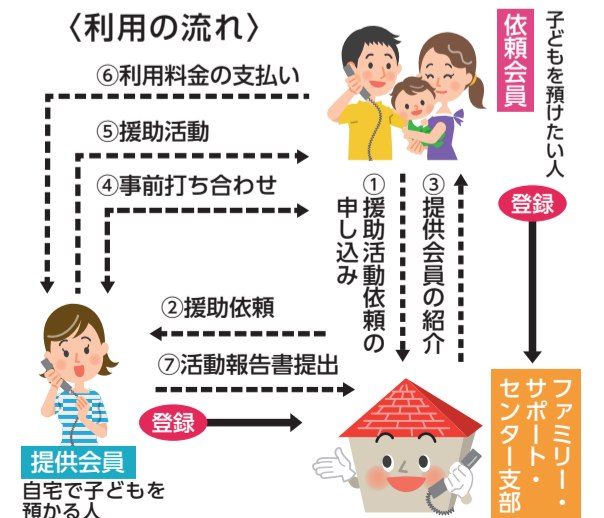 〈利用の流れ〉
⑥利用料金の支払い
⑤援助活動
④事前打ち合わせ
依頼会員
子どもを預けたい人
登録
①援助活動依頼の
申し込み
③提供会員の紹介
②援助依頼
⑦活動報告書提出
登録
提供会員
自宅で子どもを
預かる人
ファミリー・
サポート・
センター支部